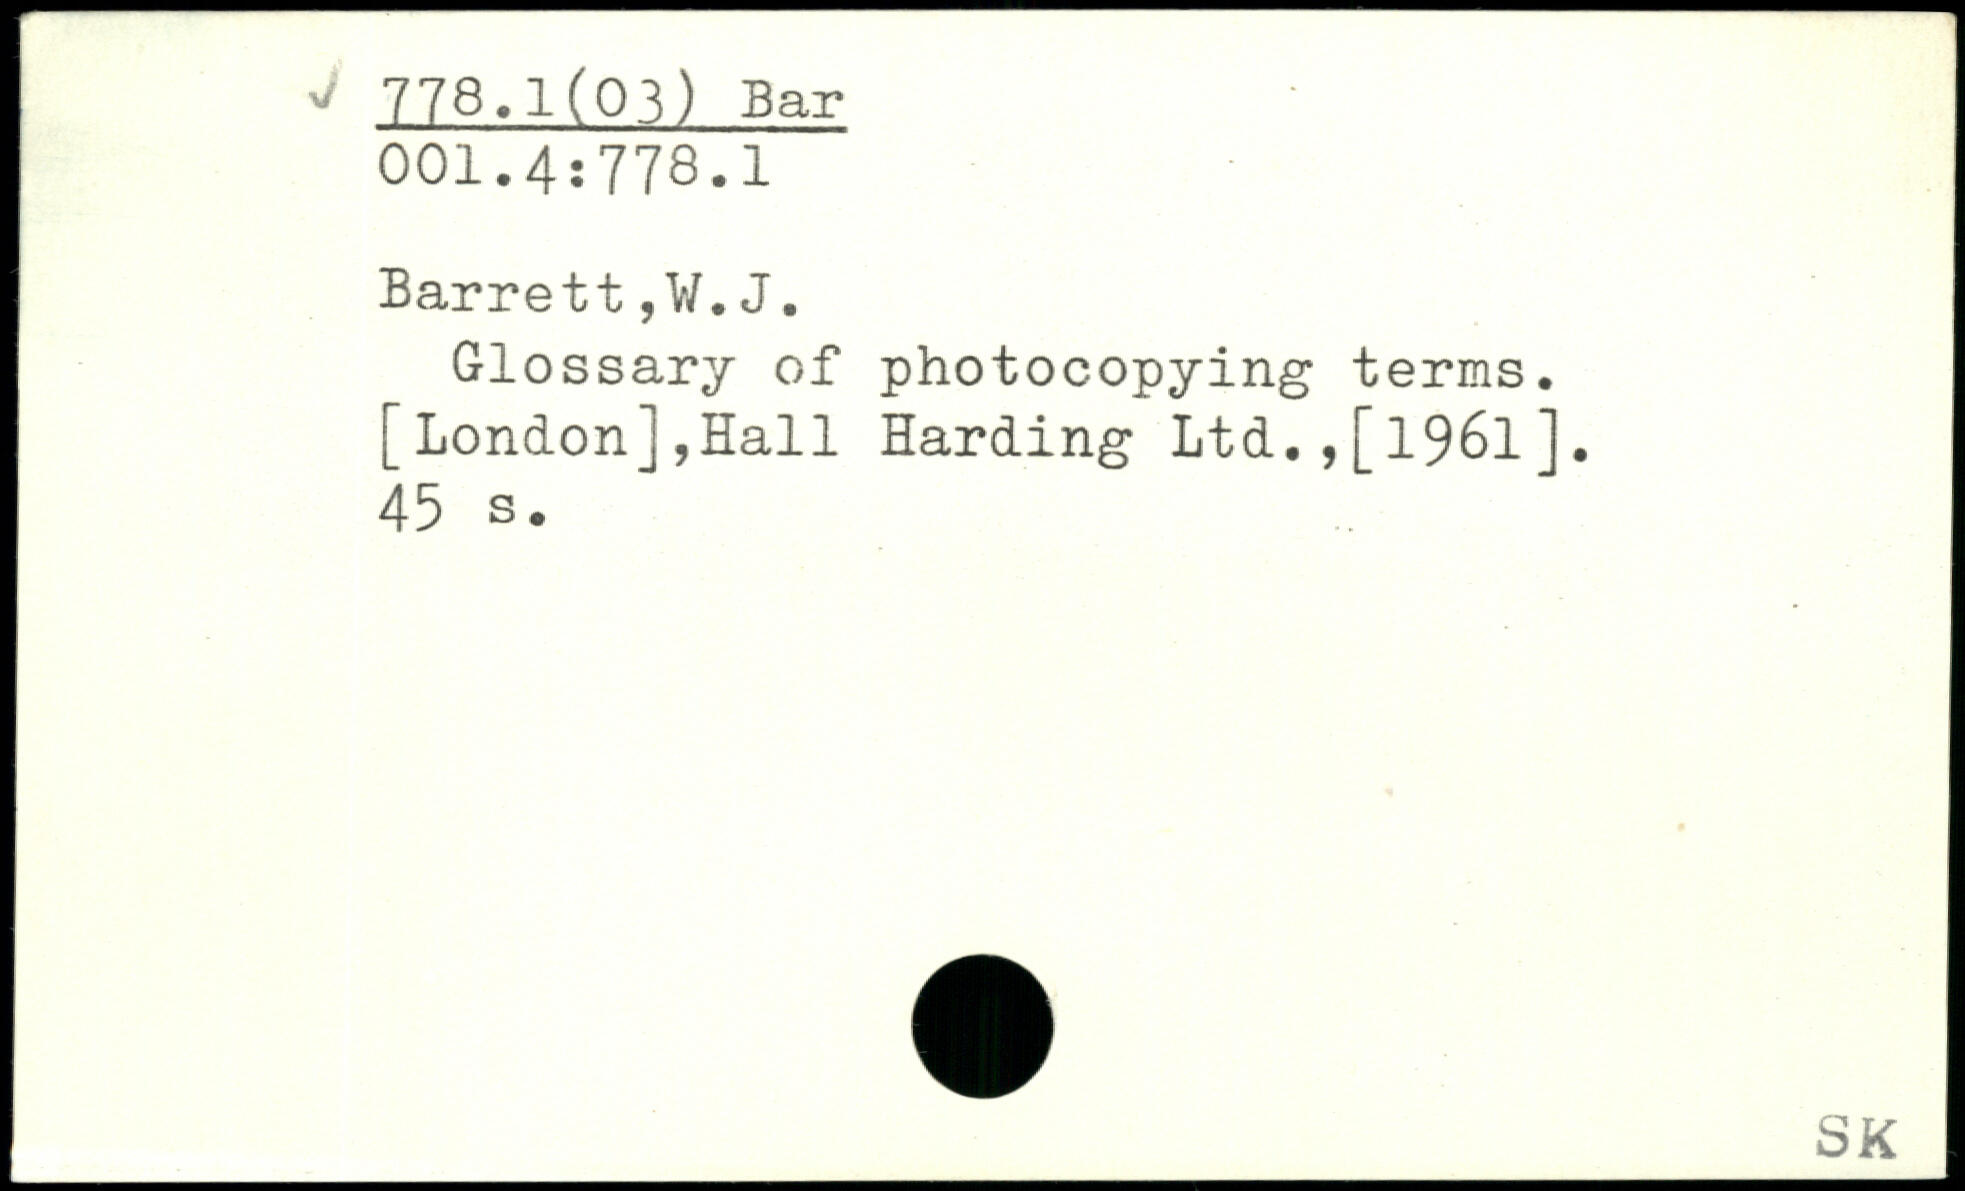 778.1(03) Bar
001.4:778.1
Barrett,W.J.
Glossary of photocopying terms.
[London],Hall Harding Ltd.,[1961].
45 s.
SK